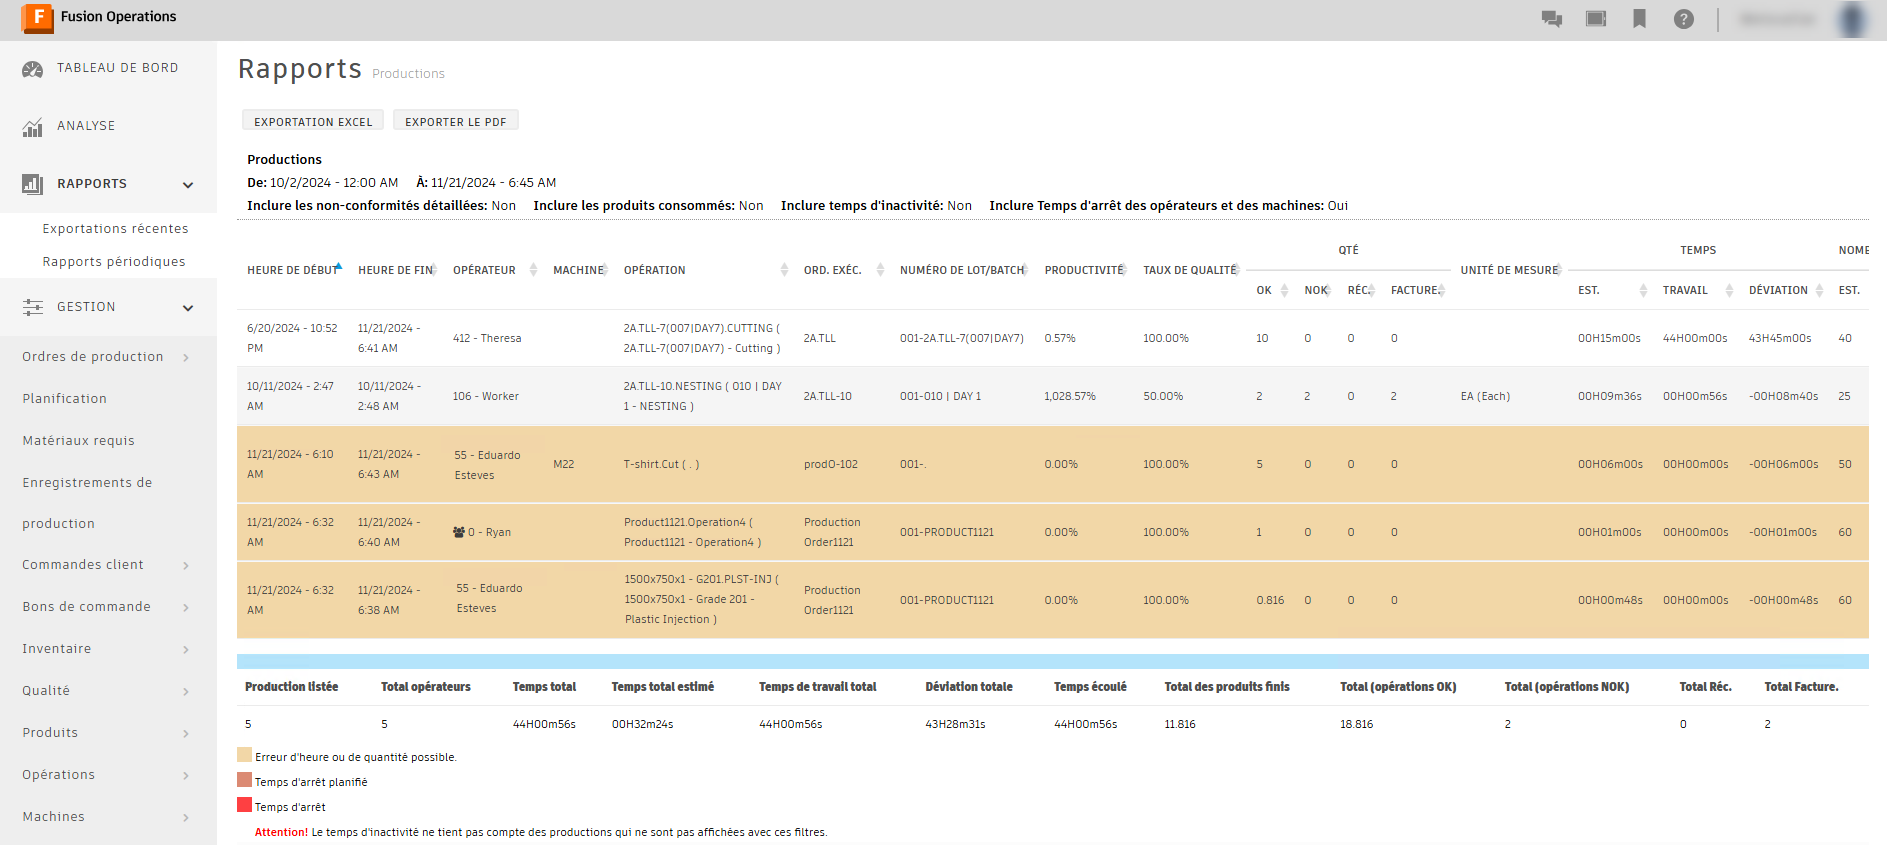 Fusion Operations
TABLEAU DE BORD
ANALYSE
RAPPORTS
Exportations récentes
Rapports périodiques
GESTION
Ordres de production
Planification
Matériaux requis
Enregistrements de
production
Commandes client
Bons de commande
Inventaire
Qualité
Produits
Opérations
Machines
Rapports Productions
EXPORTATION EXCEL EXPORTER LE PDF
Productions
De: 10/2/2024 - 12:00 AM À: 11/21/2024 - 6:45 AM
Inclure les non-conformités détaillées: Non Inclure les produits consommés: Non Inclure temps d'inactivité: Non Inclure Temps d'arrêt des opérateurs et des machines: Oui
QTÉ TEMPS NOME
HEURE DE DÉBUT HEURE DE FIN OPÉRATEUR MACHINE OPÉRATION ORD. EXÉC. NUMÉRO DE LOT/BATCH PRODUCTIVITÉ TAUX DE QUALITÉ UNITÉ DE MESURE
OK NOK RÉC. FACTURE. EST. TRAVAIL DÉVIATION EST.
6/20/2024 - 10:52 11/21/2024 - 2A.TLL-7(007|DAY7).CUTTING (
412 - Theresa 2A.TLL 001-2A.TLL-7(007|DAY7) 0.57% 100.00% 10 0 0 0 00H15m00s 44H00m00s 43H45m00s 40
PM 6:41 AM 2A.TLL-7(007|DAY7) - Cutting )
10/11/2024 - 2:47 10/11/2024 - 2A.TLL-10.NESTING ( 010 | DAY
106 - Worker 2A.TLL-10 001-010 | DAY 1 1,028.57% 50.00% 2 2 0 2 EA (Each) 00H09m36s 00H00m56s -00H08m40s 25
AM 2:48 AM 1 - NESTING )
11/21/2024 - 6:10 11/21/2024 - 55 - Eduardo
M22 T-shirt.Cut ( . ) prodO-102 001-. 0.00% 100.00% 5 0 0 0 00H06m00s 00H00m00s -00H06m00s 50
AM 6:43 AM Esteves
11/21/2024 - 6:32 11/21/2024 - Product1121.Operation4 ( Production
0 - Ryan 001-PRODUCT1121 0.00% 100.00% 1 0 0 0 00H01m00s 00H00m00s -00H01m00s 60
AM 6:40 AM Product1121 - Operation4 ) Order1121
1500x750x1 - G201.PLST-INJ (
11/21/2024 - 6:32 11/21/2024 - 55 - Eduardo Production
1500x750x1 - Grade 201 - 001-PRODUCT1121 0.00% 100.00% 0.816 0 0 0 00H00m48s 00H00m00s -00H00m48s 60
AM 6:38 AM Esteves Order1121
Plastic Injection )
Production listée Total opérateurs Temps total Temps total estimé Temps de travail total Déviation totale Temps écoulé Total des produits finis Total (opérations OK) Total (opérations NOK) Total Réc. Total Facture.
5 5 44H00m56s 00H32m24s 44H00m56s 43H28m31s 44H00m56s 11.816 18.816 2 0 2
Erreur d'heure ou de quantité possible.
Temps d'arrêt planifié
Temps d'arrêt
Attention! Le temps d'inactivité ne tient pas compte des productions qui ne sont pas affichées avec ces filtres.